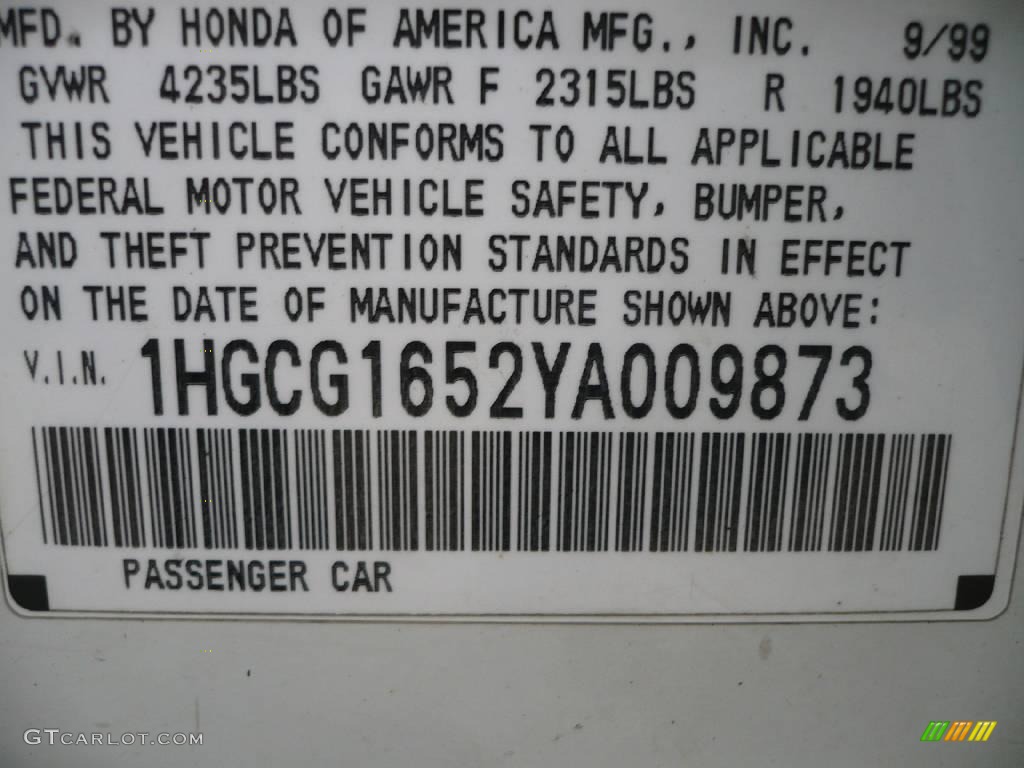 MFD. BY HONDA OF AMERICA MFG., INC. 9/99
GVWR 4235LBS GAWR F 2315LBS R 1940LBS
THIS VEHICLE CONFORMS TO ALL APPLICABLE
FEDERAL MOTOR VEHICLE SAFETY, BUMPER,
AND THEFT PREVENTION STANDARDS IN EFFECT
ON THE DATE OF MANUFACTURE SHOWN ABOVE:
V.I.N. 1HGCG1652YA009873
PASSENGER CAR
GTCARLOT.COM